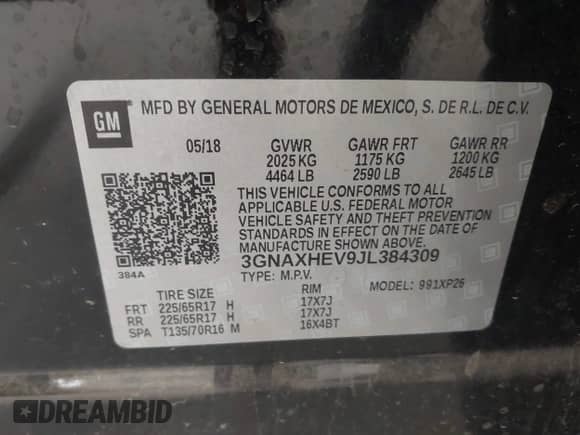 GM
MFD BY GENERAL MOTORS DE MEXICO, S. DE R.L. DE C.V.
05/18 GVWR GAWR FRT GAWR RR
2025 KG 1175 KG 1200 KG
4464 LB 2590 LB 2645 LB
THIS VEHICLE CONFORMS TO ALL
APPLICABLE U.S. FEDERAL MOTOR
VEHICLE SAFETY AND THEFT PREVENTION
STANDARDS IN EFFECT ON THE DATE
OF MANUFACTURE SHOWN ABOVE.
384A
3GNAXHEV9JL384309
TYPE: M.P.V. MODEL: 991XP26
TIRE SIZE RIM
FRT 225/65R17 H 17X7J
RR 225/65R17 H 17X7J
SPA T135/70R16 M 16X4BT
DREAMBID